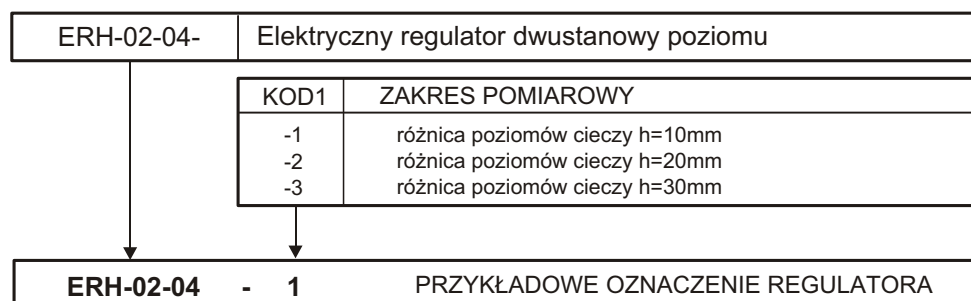 ERH-02-04- Elektryczny regulator dwustanowy poziomu
KOD1 ZAKRES POMIAROWY
-1 różnica poziomów cieczy h=10mm
-2 różnica poziomów cieczy h=20mm
-3 różnica poziomów cieczy h=30mm
ERH-02-04 - 1 PRZYKŁADOWE OZNACZENIE REGULATORA